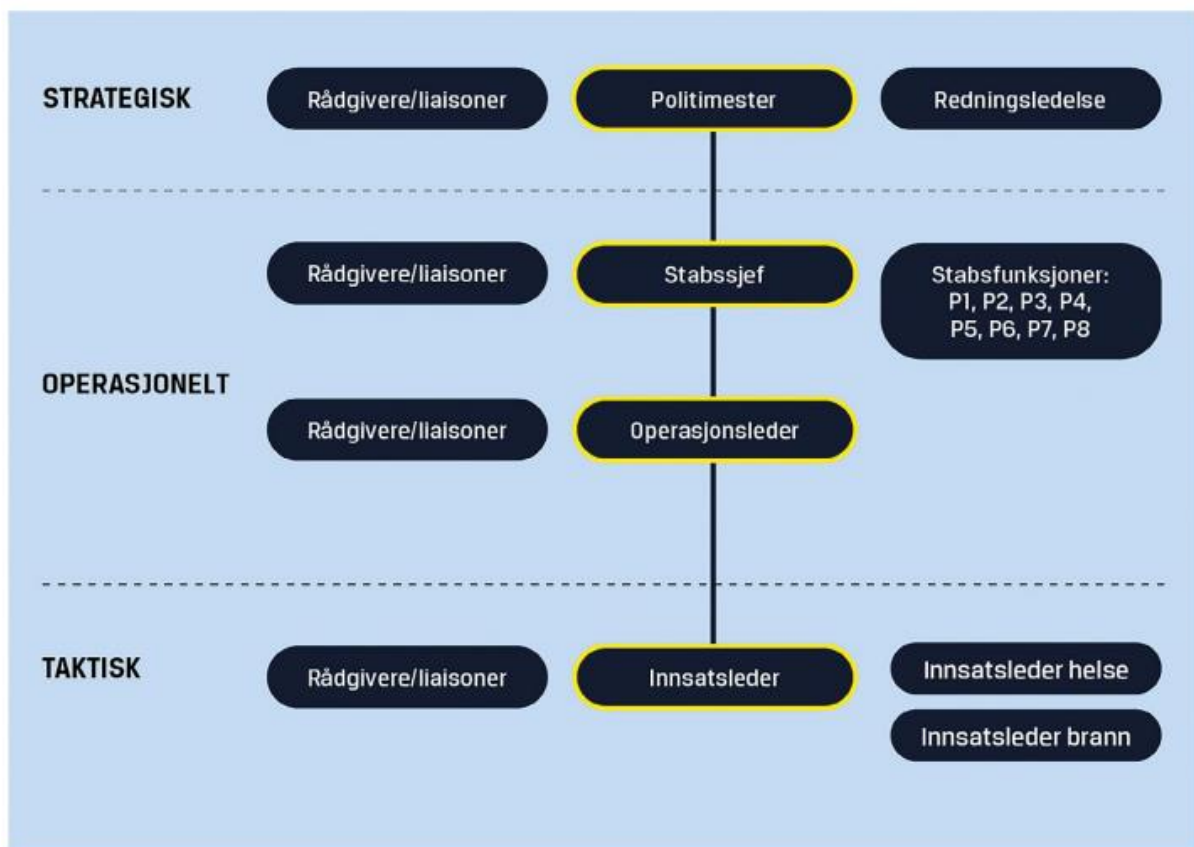 STRATEGISK
Rådgivere/liaisoner
Politimester
Redningsledelse
Rådgivere/liaisoner
Stabssjef
Stabsfunksjoner:
P1, P2, P3, P4,
P5, P6, P7, P8
OPERASJONELT
Rådgivere/liaisoner
Operasjonsleder
TAKTISK
Rådgivere/liaisoner
Innsatsleder
Innsatsleder helse
Innsatsleder brann